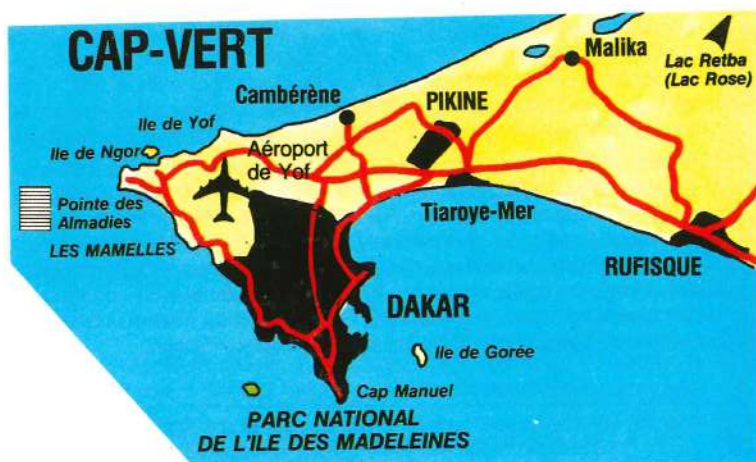 CAP-VERT
Malika
Lac Retba
(Lac Rose)
Cambérène
PIKINE
Ile de Yof
Ile de Ngor
Aéroport
de Yof
Pointe des
Almadies
Tiaroye-Mer
LES MAMELLES
RUFISQUE
DAKAR
Ile de Gorée
Cap Manuel
PARC NATIONAL
DE L'ILE DES MADELEINES